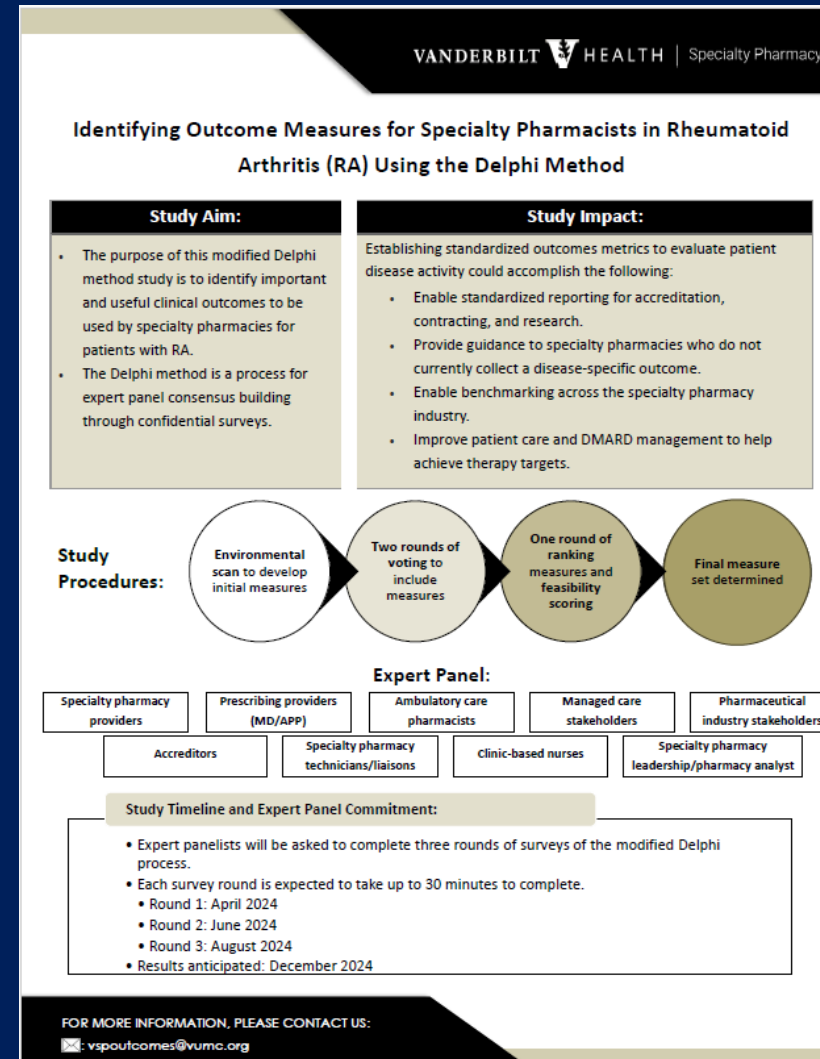 VANDERBILT HEALTH | Specialty Pharmacy
Identifying Outcome Measures for Specialty Pharmacists in Rheumatoid
Arthritis (RA) Using the Delphi Method
Study Aim:
• The purpose of this modified Delphi
method study is to identify important
and useful clinical outcomes to be
used by specialty pharmacies for
patients with RA.
• The Delphi method is a process for
expert panel consensus building
through confidential surveys.
Study Impact:
Establishing standardized outcomes metrics to evaluate patient
disease activity could accomplish the following:
• Enable standardized reporting for accreditation,
contracting, and research.
• Provide guidance to specialty pharmacies who do not
currently collect a disease-specific outcome.
• Enable benchmarking across the specialty pharmacy
industry.
• Improve patient care and DMARD management to help
achieve therapy targets.
Study
Procedures:
Environmental
scan to develop
initial measures
Two rounds of
voting to
include
measures
One round of
ranking
measures and
feasibility
scoring
Final measure
set determined
Expert Panel:
Specialty pharmacy
providers
Prescribing providers
(MD/APP)
Ambulatory care
pharmacists
Managed care
stakeholders
Pharmaceutical
industry stakeholders
Accreditors
Specialty pharmacy
technicians/liaisons
Clinic-based nurses
Specialty pharmacy
leadership/pharmacy analyst
Study Timeline and Expert Panel Commitment:
• Expert panelists will be asked to complete three rounds of surveys of the modified Delphi
process.
• Each survey round is expected to take up to 30 minutes to complete.
• Round 1: April 2024
• Round 2: June 2024
• Round 3: August 2024
• Results anticipated: December 2024
FOR MORE INFORMATION, PLEASE CONTACT US:
: vspoutcomes@vumc.org